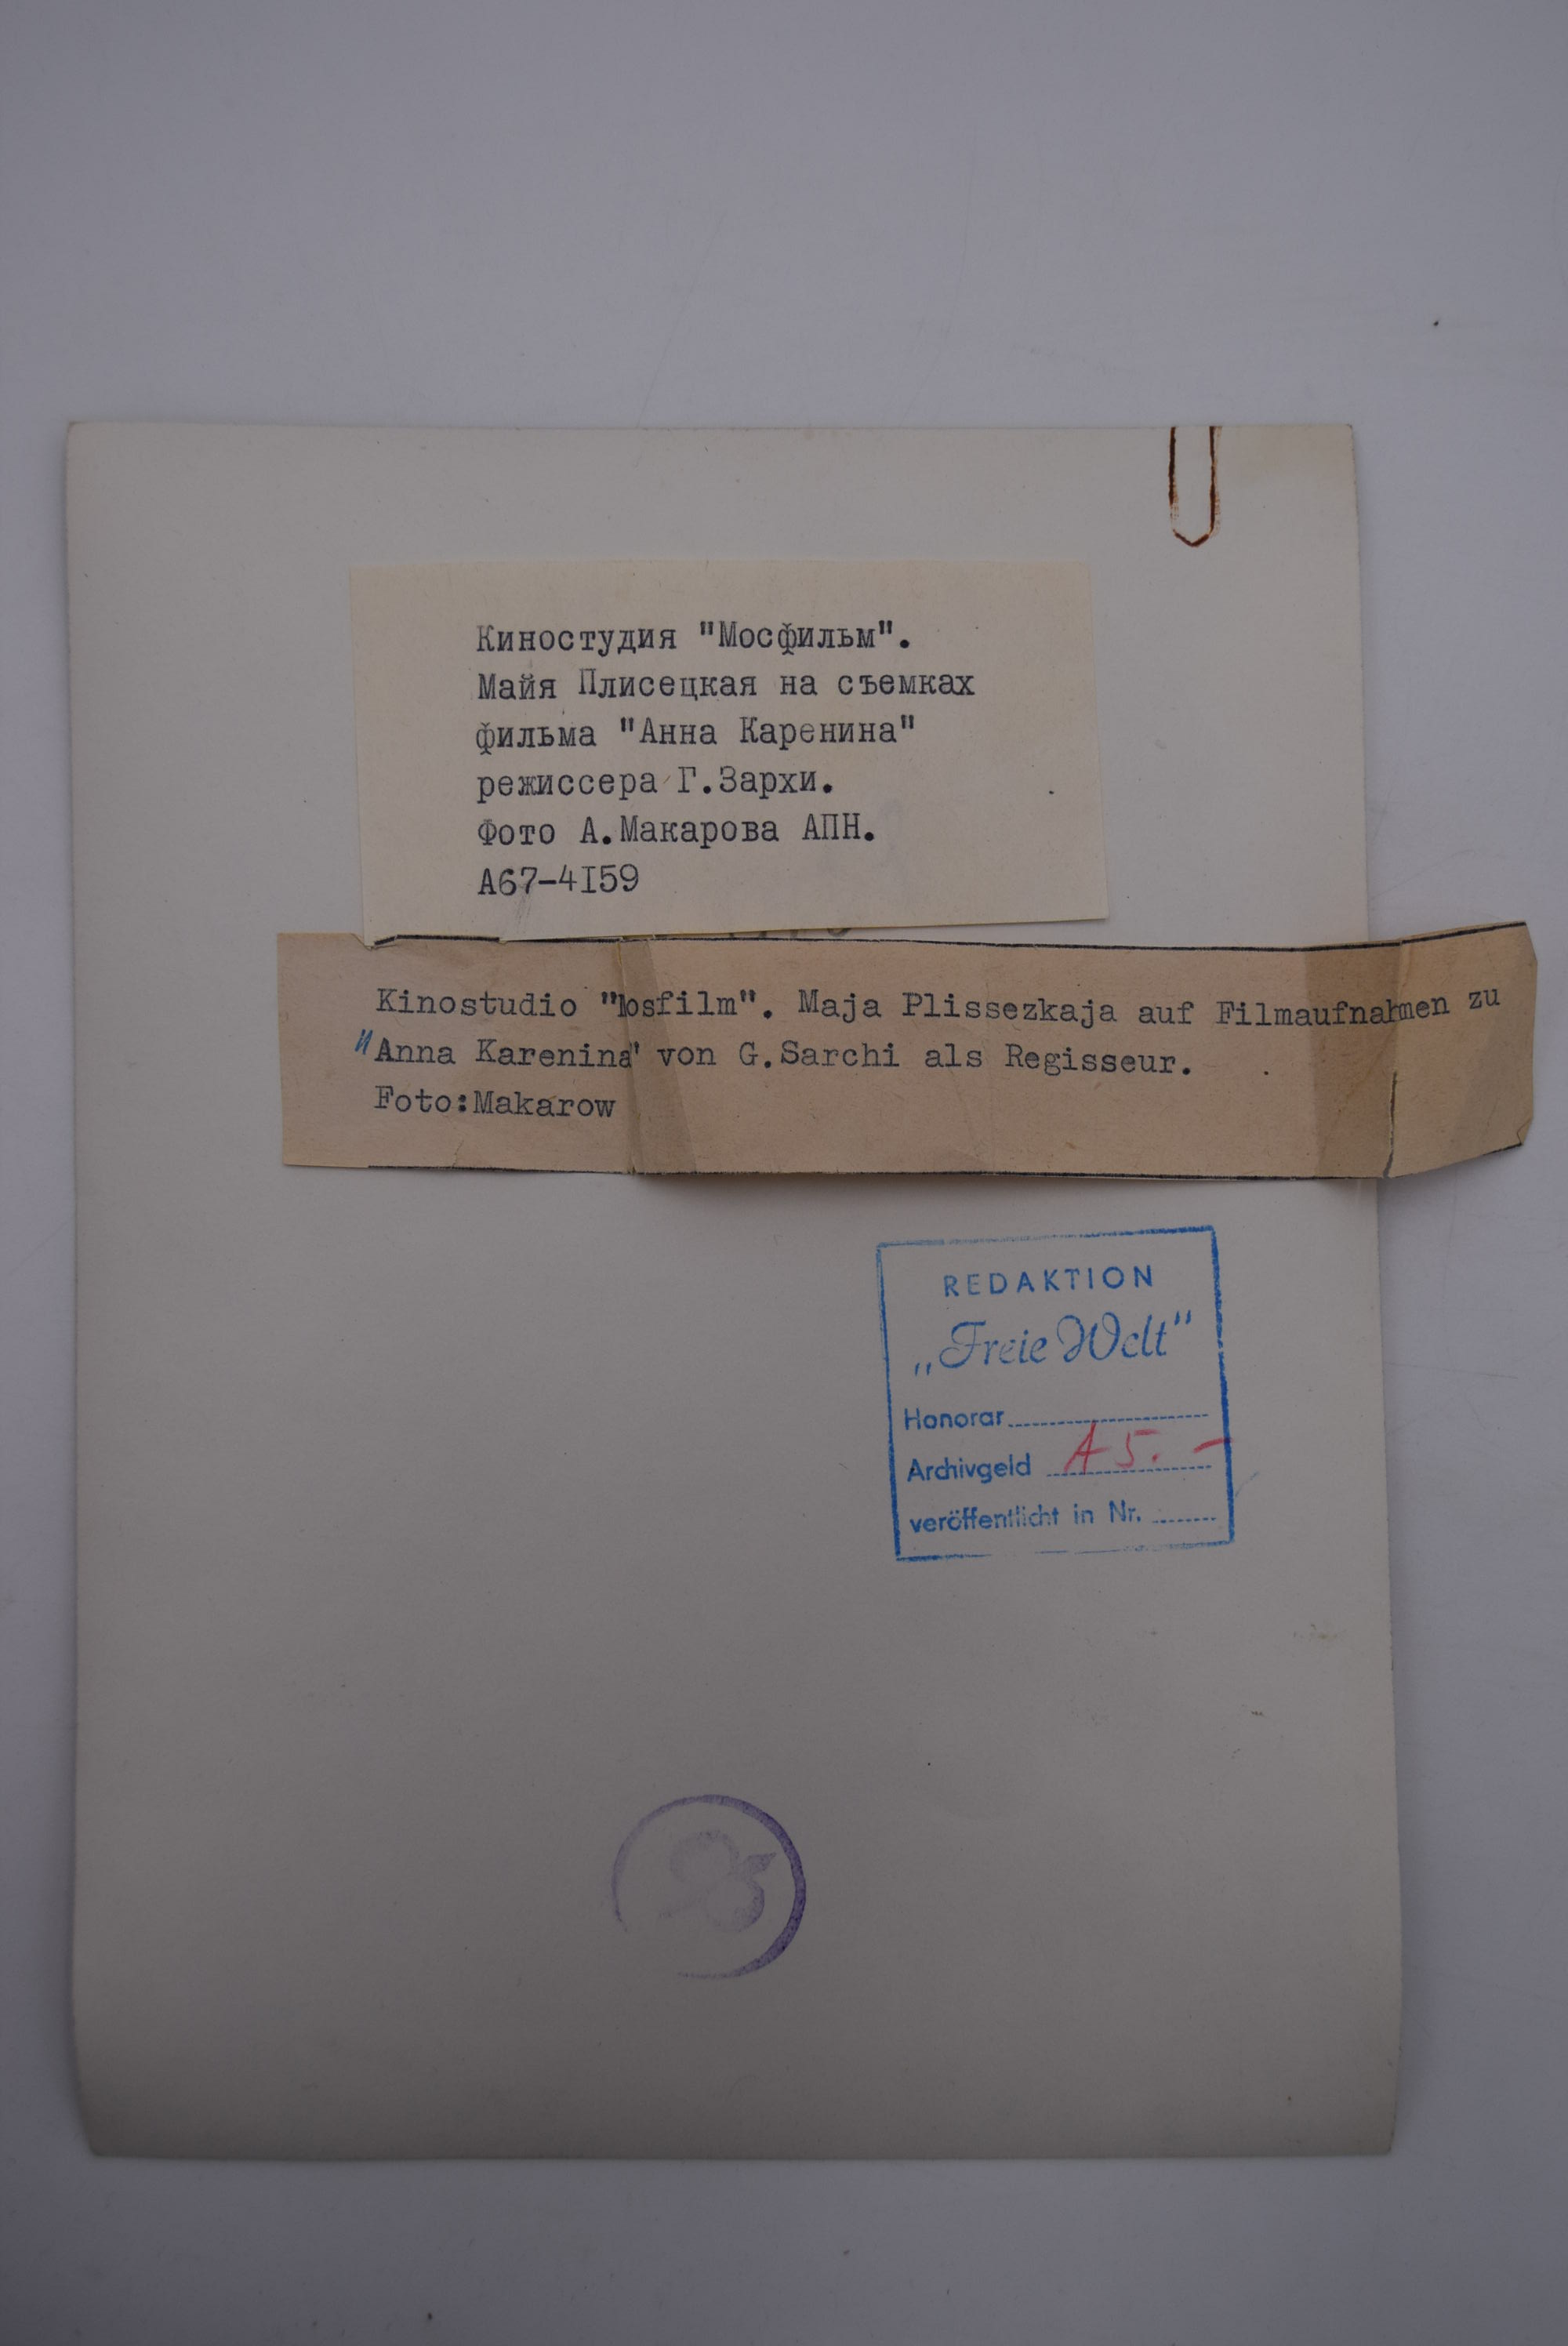 Киностудия "Мосфильм".
Майя Плисецкая на съемках
фильма "Анна Каренина"
режиссера Г.Зархи.
Фото А.Макарова АПН.
А67-4I59
Kinostudio "Mosfilm". Maja Plissezkaja auf Filmaufnahmen zu
"Anna Karenina" von G.Sarchi als Regisseur.
Foto:Makarow
REDAKTION
„Freie Welt"
Honorar
Archivgeld A 5. -
veröffentlicht in Nr.